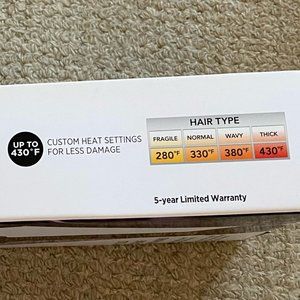 UP TO
430°F
CUSTOM HEAT SETTINGS
FOR LESS DAMAGE
HAIR TYPE
FRAGILE NORMAL WAVY THICK
280°F 330°F 380°F 430°F
5-year Limited Warranty